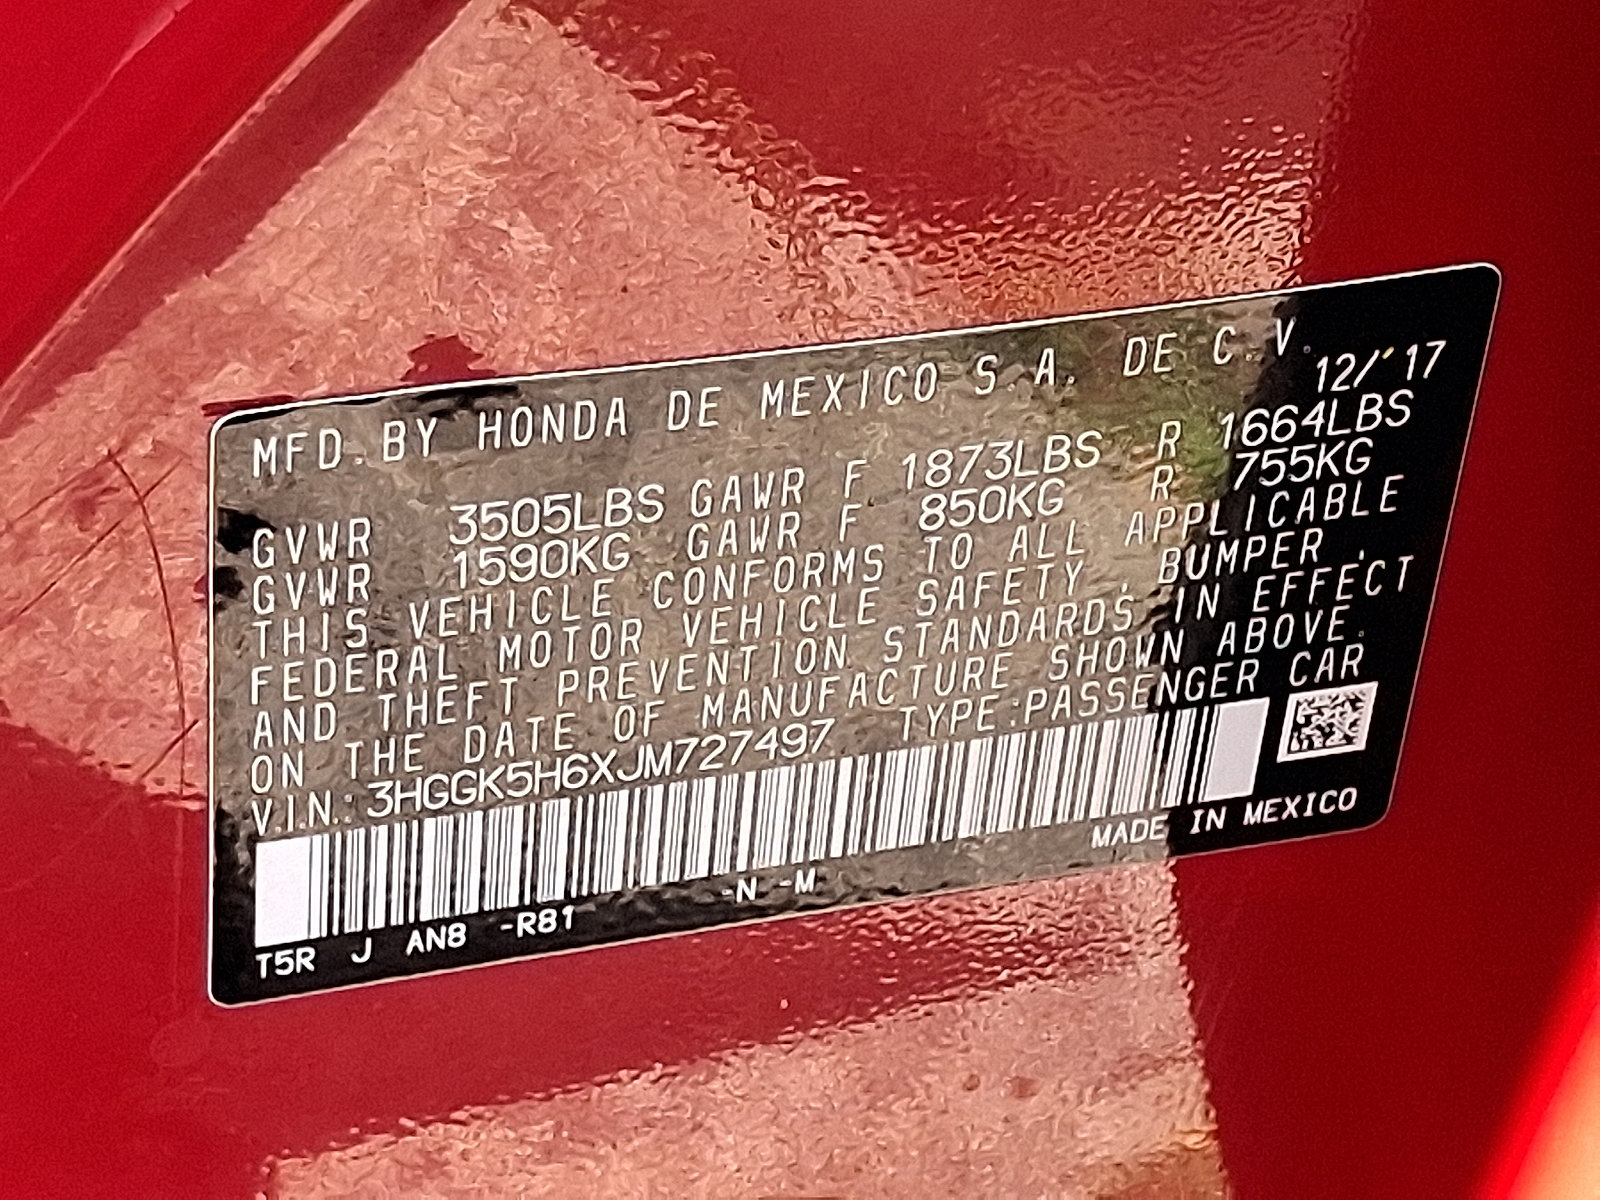 MFD.BY HONDA DE MEXICO S.A. DE C.V.
12/17
GVWR 3505LBS GAWR F 1873LBS R 1664LBS
GVWR 1590KG GAWR F 850KG R 755KG
THIS VEHICLE CONFORMS TO ALL APPLICABLE
FEDERAL MOTOR VEHICLE SAFETY, BUMPER,
AND THEFT PREVENTION STANDARDS IN EFFECT
ON THE DATE OF MANUFACTURE SHOWN ABOVE.
V.I.N.: 3HGGK5H6XJM727497 TYPE:PASSENGER CAR
MADE IN MEXICO
T5R J AN8 -R81 -N -M